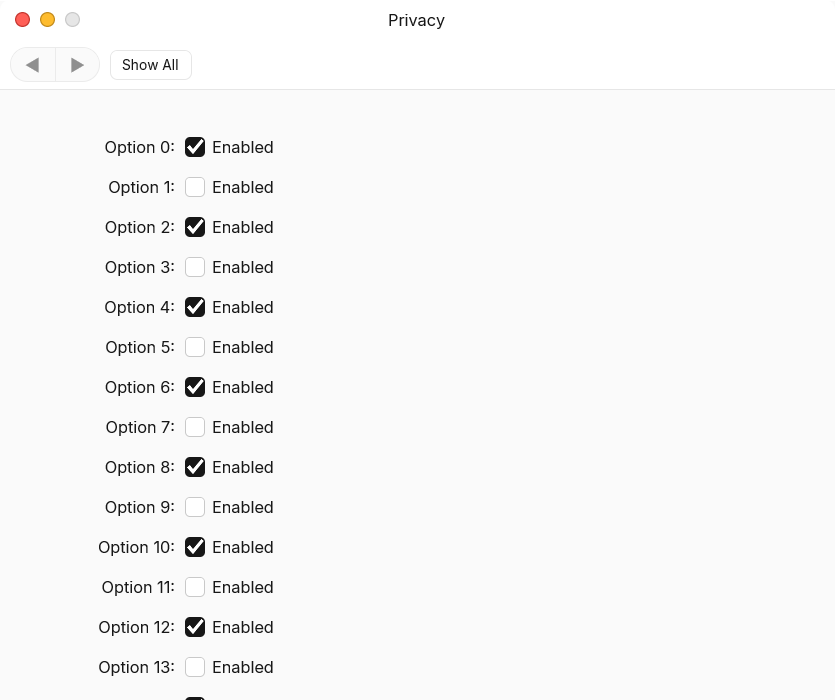 Privacy
Show All
Option 0: Enabled
Option 1: Enabled
Option 2: Enabled
Option 3: Enabled
Option 4: Enabled
Option 5: Enabled
Option 6: Enabled
Option 7: Enabled
Option 8: Enabled
Option 9: Enabled
Option 10: Enabled
Option 11: Enabled
Option 12: Enabled
Option 13: Enabled